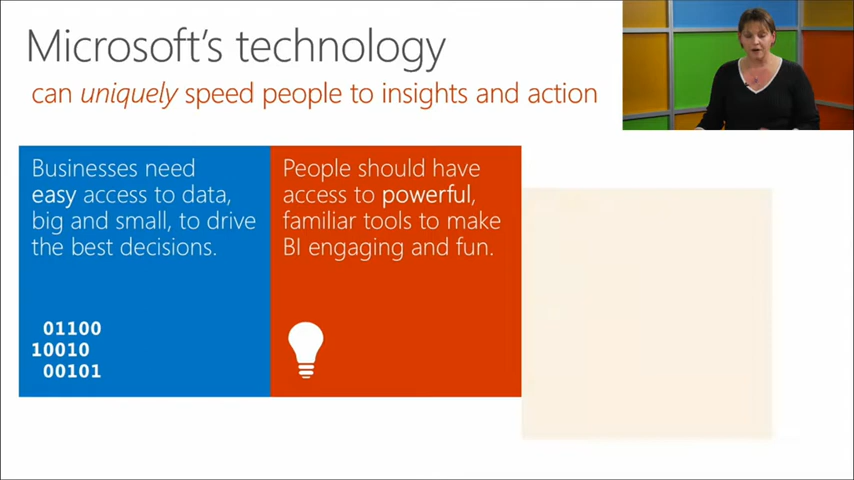 Microsoft's technology
can uniquely speed people to insights and action
Businesses need
easy access to data,
big and small, to drive
the best decisions.
01100
10010
00101
People should have
access to powerful,
familiar tools to make
BI engaging and fun.